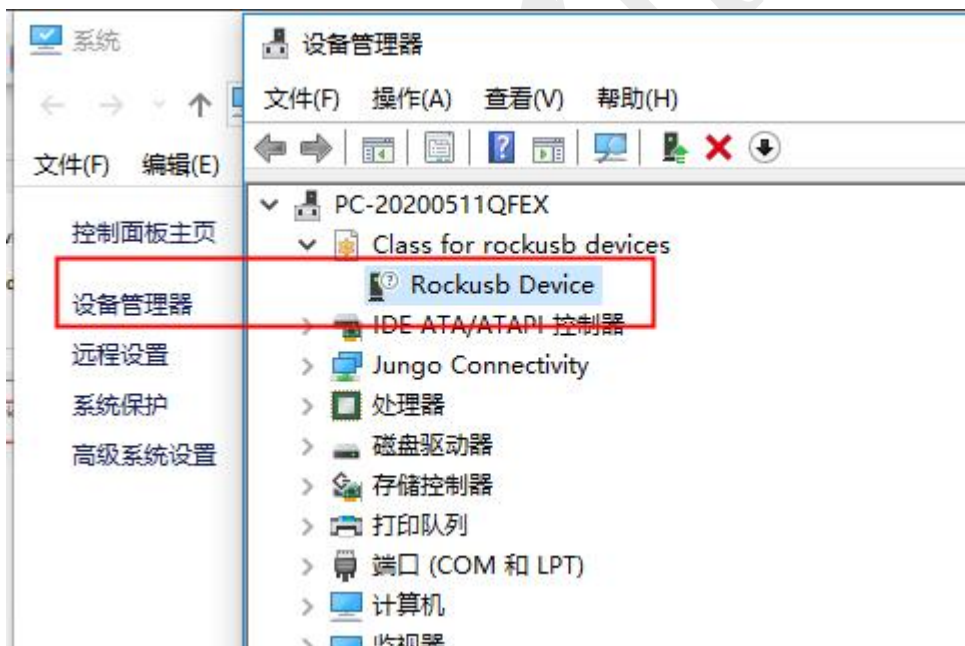 系统
文件(F) 编辑(E)
控制面板主页
设备管理器
远程设置
系统保护
高级系统设置
设备管理器
文件(F) 操作(A) 查看(V) 帮助(H)
PC-20200511QFEX
Class for rockusb devices
Rockusb Device
IDE ATA/ATAPI 控制器
Jungo Connectivity
处理器
磁盘驱动器
存储控制器
打印队列
端口 (COM 和 LPT)
计算机
监视器